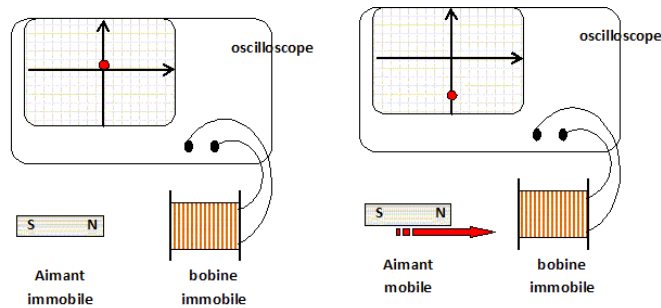 oscilloscope
S N
Aimant
immobile
bobine
immobile
oscilloscope
S N
Aimant
mobile
bobine
immobile